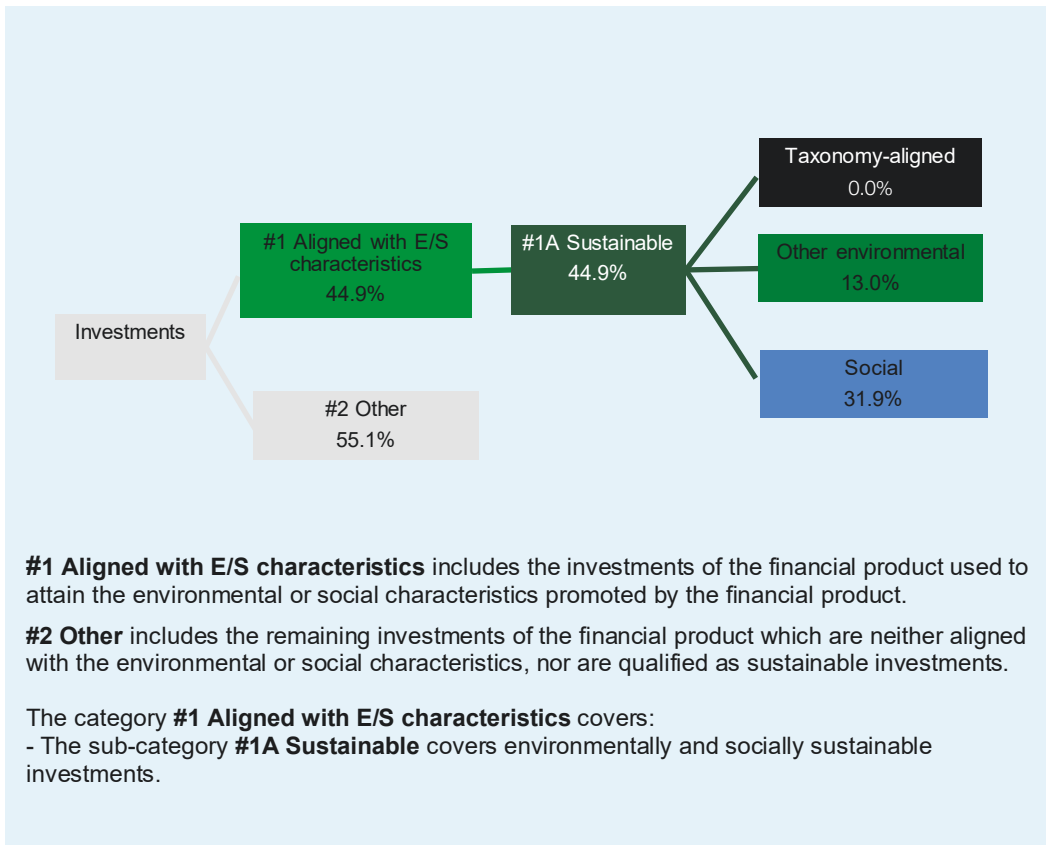 Taxonomy-aligned
0.0%
#1 Aligned with E/S
characteristics
44.9%
#1A Sustainable
44.9%
Other environmental
13.0%
Investments
Social
31.9%
#2 Other
55.1%
#1 Aligned with E/S characteristics includes the investments of the financial product used to
attain the environmental or social characteristics promoted by the financial product.
#2 Other includes the remaining investments of the financial product which are neither aligned
with the environmental or social characteristics, nor are qualified as sustainable investments.
The category #1 Aligned with E/S characteristics covers:
- The sub-category #1A Sustainable covers environmentally and socially sustainable
investments.